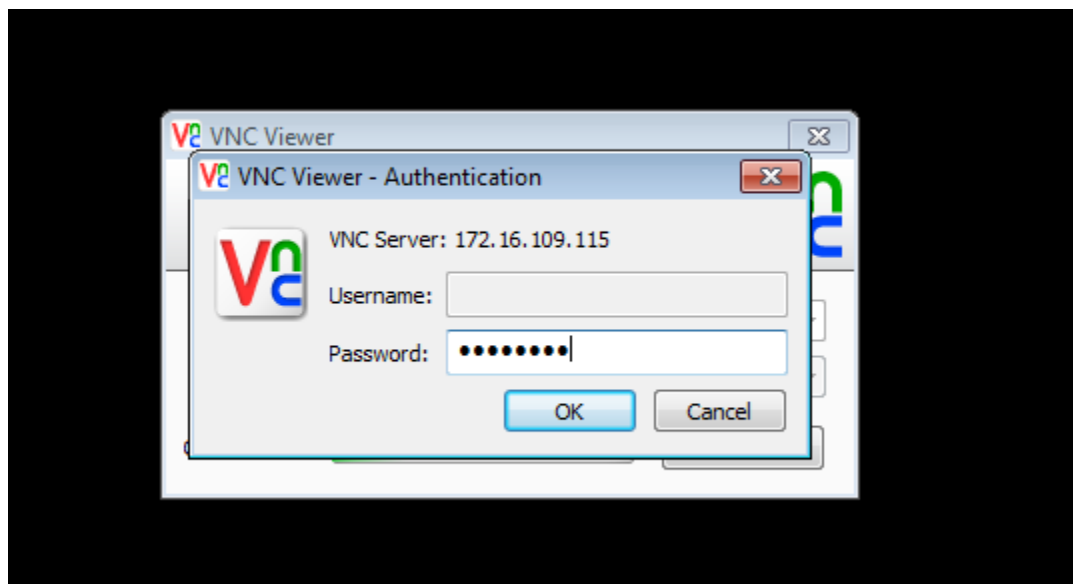 VNC Viewer
VNC Viewer - Authentication
VNC Server: 172.16.109.115
Username:
Password: ••••••••
OK Cancel